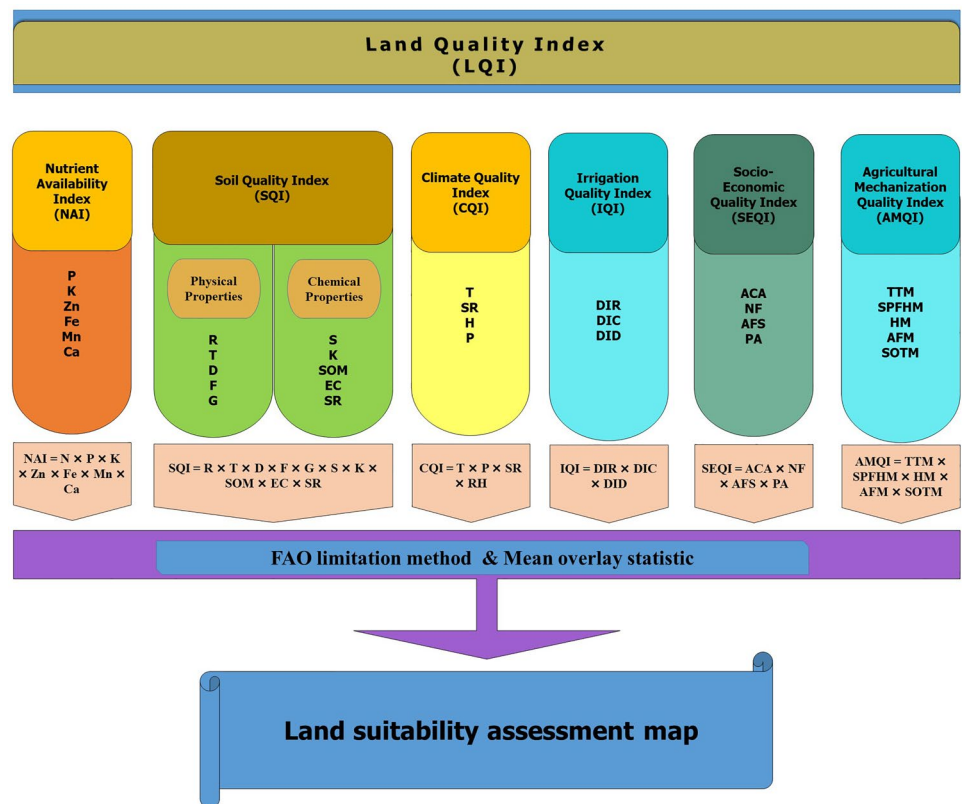 Land Quality Index
(LQI)
Nutrient
Availability
Index
(NAI)
P
K
Zn
Fe
Mn
Ca
NAI = N × P × K
× Zn × Fe × Mn ×
Ca
Soil Quality Index
(SQI)
Physical
Properties
R
T
D
F
G
Chemical
Properties
S
K
SOM
EC
SR
SQI = R × T × D × F × G × S × K ×
SOM × EC × SR
Climate Quality
Index
(CQI)
T
SR
H
P
CQI = T × P × SR
× RH
Irrigation
Quality Index
(IQI)
DIR
DIC
DID
IQI = DIR × DIC
× DID
Socio-
Economic
Quality Index
(SEQI)
ACA
NF
AFS
PA
SEQI = ACA × NF
× AFS × PA
Agricultural
Mechanization
Quality Index
(AMQI)
TTM
SPFHM
HM
AFM
SOTM
AMQI = TTM ×
SPFHM × HM ×
AFM × SOTM
FAO limitation method & Mean overlay statistic
Land suitability assessment map